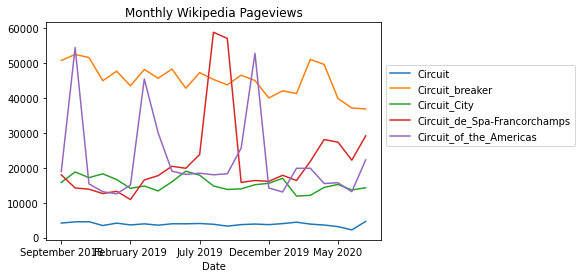 Monthly Wikipedia Pageviews
60000
50000
40000
30000
20000
10000
0
September 2018
February 2019
July 2019
December 2019
May 2020
Date
Circuit
Circuit_breaker
Circuit_City
Circuit_de_Spa-Francorchamps
Circuit_of_the_Americas